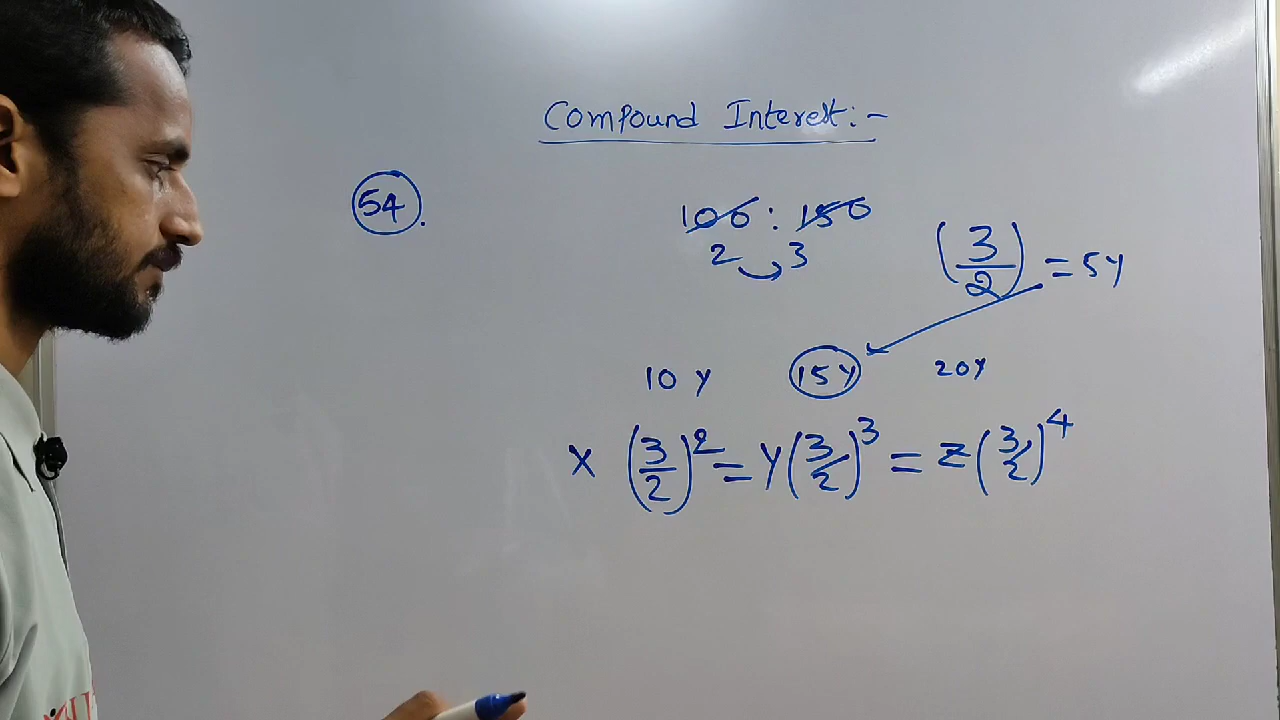 Compound Interest:-
54.
100 : 150
2 3
(3/2) = 5Y
10 Y 15Y 20Y
X (3/2)^2 = Y (3/2)^3 = Z (3/2)^4